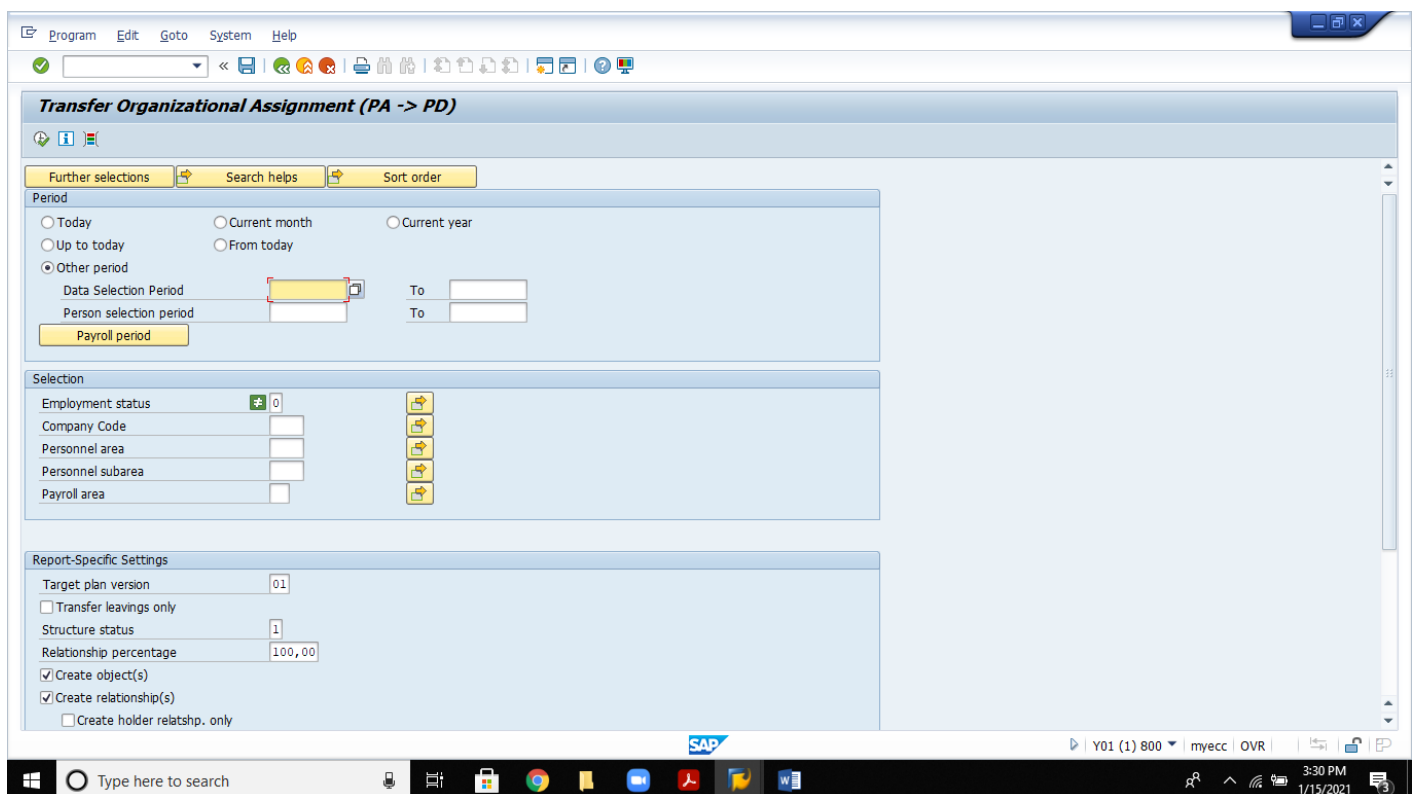 Program Edit Goto System Help
Transfer Organizational Assignment (PA -> PD)
Further selections Search helps Sort order
Period
Today Current month Current year
Up to today From today
Other period
Data Selection Period To
Person selection period To
Payroll period
Selection
Employment status 0
Company Code
Personnel area
Personnel subarea
Payroll area
Report-Specific Settings
Target plan version 01
Transfer leavings only
Structure status 1
Relationship percentage 100,00
Create object(s)
Create relationship(s)
Create holder relatshp. only
SAP Y01 (1) 800 myecc OVR
Type here to search
3:30 PM
1/15/2021
3